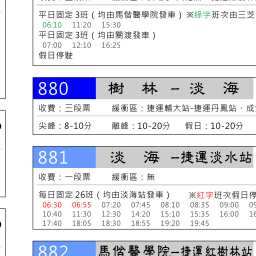 平日固定3班（均由馬偕醫學院發車）※綠字班次由三芝
06:10 11:20 15:30
平日固定3班（均由關渡發車）
07:00 12:10 16:25
假日停駛
880 樹林－淡海
收費：三段票 緩衝區：捷運輔大站-捷運丹鳳站、成
尖峰：8-10分 離峰：10-20分 假日：10-20分
881 淡海－捷運淡水站
收費：一段票 緩衝區：無
每日固定26班（均由淡海站發車） ※紅字班次假日停
06:30 06:55 07:20 07:45 08:10 08:35 09:00
10:40 11:30 12:30 14:20 15:10 15:35 16:00
17:40 18:05 18:30 18:55 19:20 19:45
882 馬偕醫學院－捷運紅樹林站